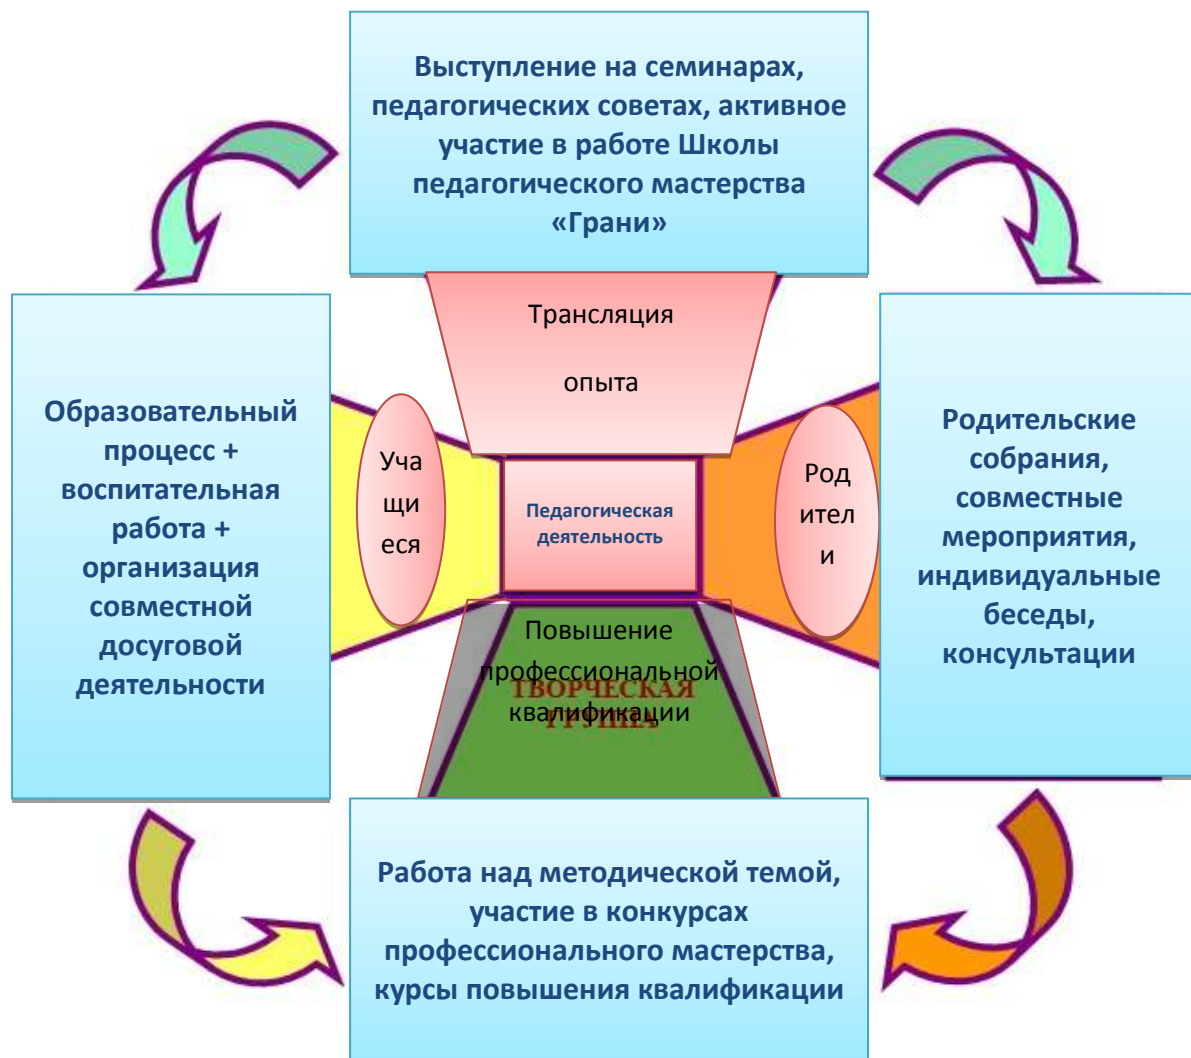 Выступление на семинарах,
педагогических советах, активное
участие в работе Школы
педагогического мастерства
«Грани»
Трансляция
опыта
Образовательный
процесс +
воспитательная
работа +
организация
совместной
досуговой
деятельности
Уча
щи
еся
Педагогическая
деятельность
Род
ител
и
Родительские
собрания,
совместные
мероприятия,
индивидуальные
беседы,
консультации
Повышение
профессиональной
квалификации
ТВОРЧЕСКАЯ
ГРУППА
Работа над методической темой,
участие в конкурсах
профессионального мастерства,
курсы повышения квалификации